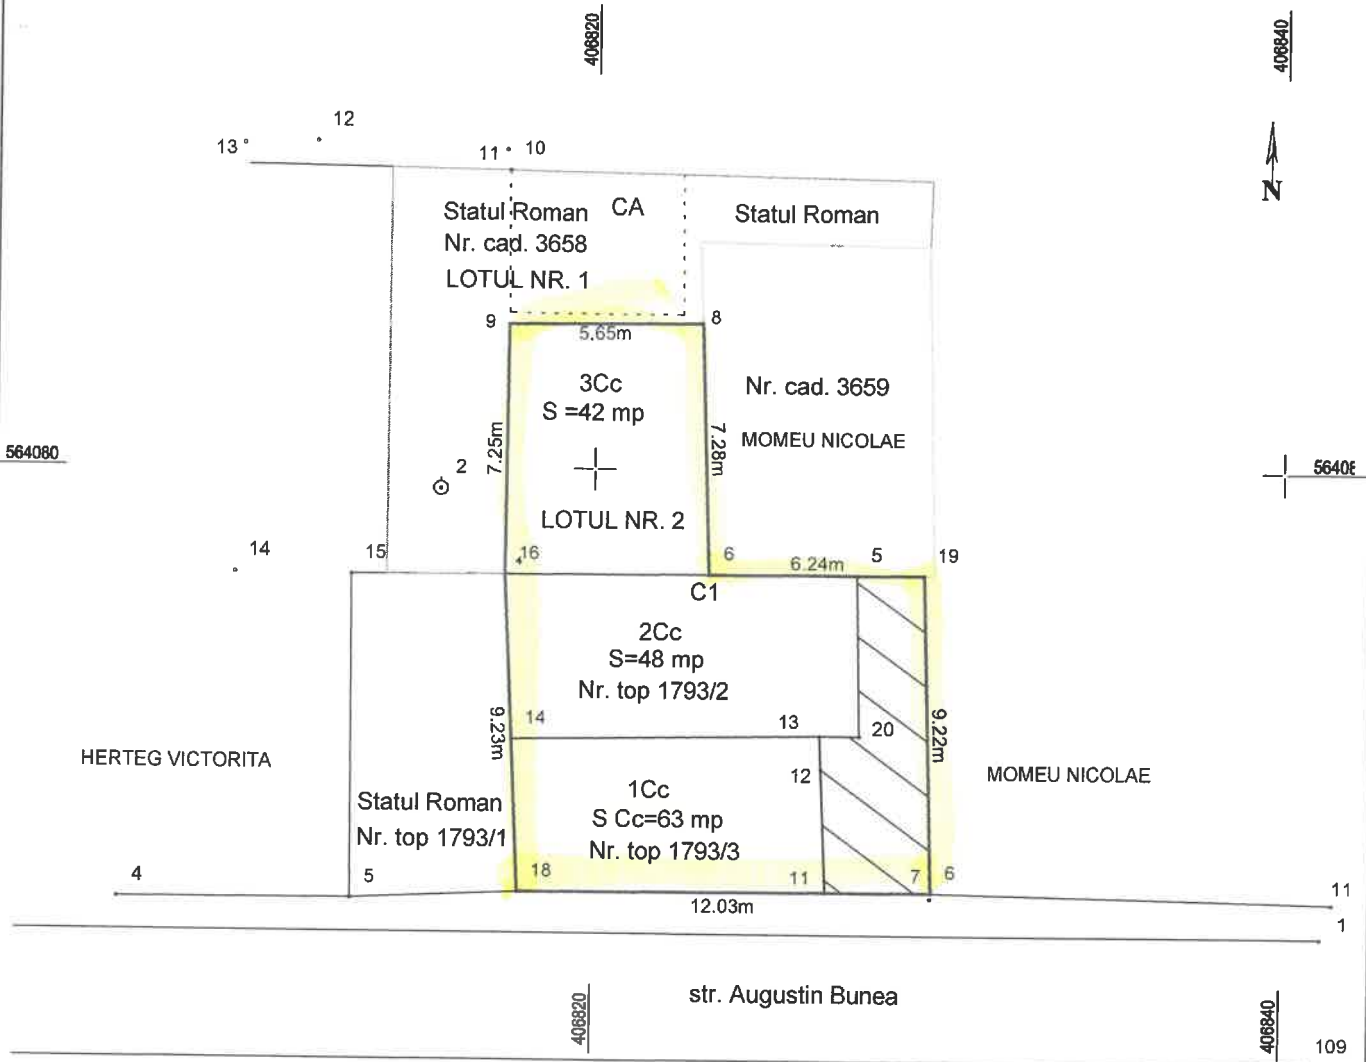 406820
406840
12
13
11
10
N
Statul Roman
CA
Statul Roman
Nr. cad. 3658
LOTUL NR. 1
9
8
5.65m
3Cc
S =42 mp
Nr. cad. 3659
MOMEU NICOLAE
7.25m
7.28m
564080
2
56408
LOTUL NR. 2
14
15
16
6
6.24m
5
19
C1
2Cc
S=48 mp
Nr. top 1793/2
9.23m
14
13
20
9.22m
HERTEG VICTORITA
12
MOMEU NICOLAE
1Cc
S Cc=63 mp
Nr. top 1793/3
Statul Roman
Nr. top 1793/1
4
5
18
11
7
6
11
12.03m
1
str. Augustin Bunea
406820
406840
109